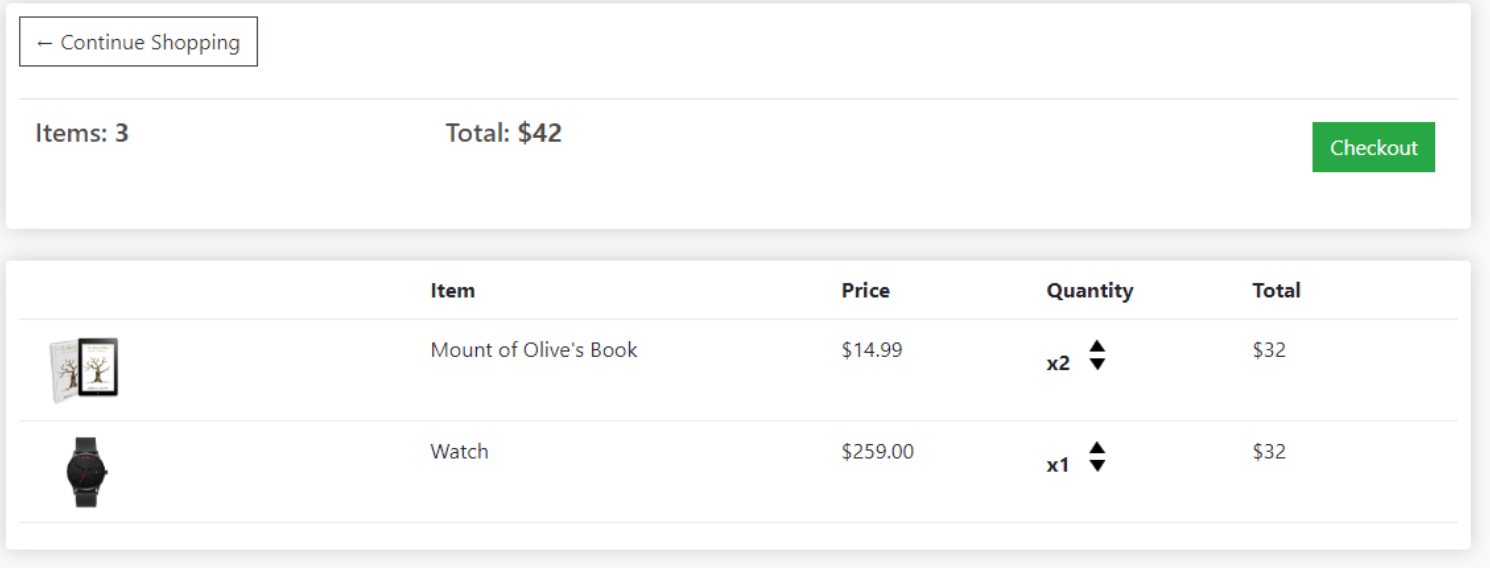 ← Continue Shopping
Items: 3 Total: $42 Checkout
Item Price Quantity Total
Mount of Olive's Book $14.99 x2 $32
Watch $259.00 x1 $32